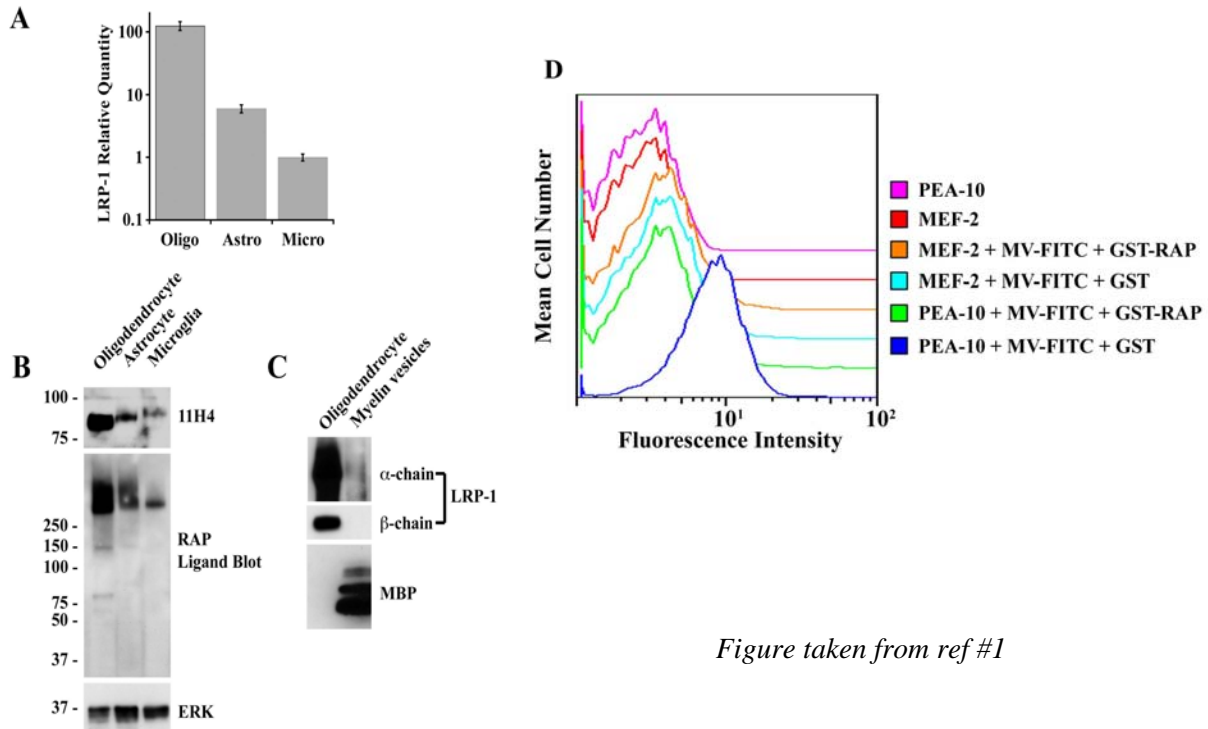 A
LRP-1 Relative Quantity
100
10
1
0.1
Oligo Astro Micro
B
Oligodendrocyte
Astrocyte
Microglia
100 -
75 -
11H4
250 -
150 -
100 -
75 -
50 -
37 -
RAP
Ligand Blot
37 -
ERK
C
Oligodendrocyte
Myelin vesicles
α-chain
β-chain
LRP-1
MBP
D
Mean Cell Number
10¹ 10²
Fluorescence Intensity
PEA-10
MEF-2
MEF-2 + MV-FITC + GST-RAP
MEF-2 + MV-FITC + GST
PEA-10 + MV-FITC + GST-RAP
PEA-10 + MV-FITC + GST
Figure taken from ref #1